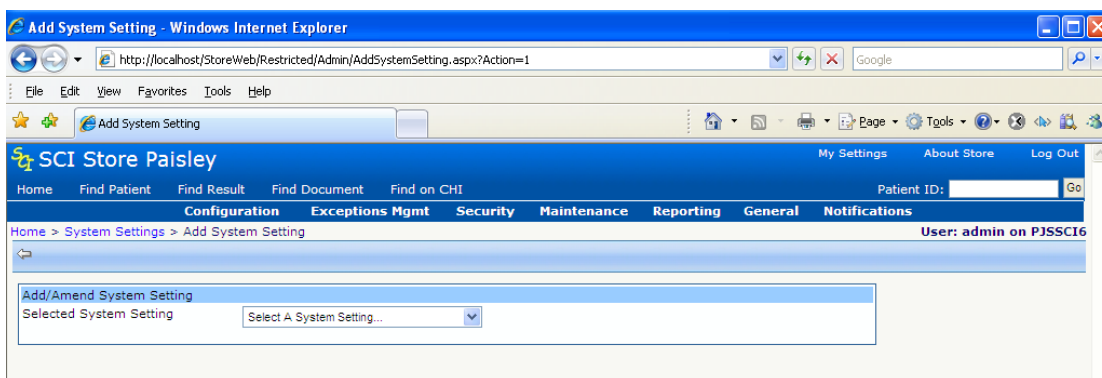 Add System Setting - Windows Internet Explorer
http://localhost/StoreWeb/Restricted/Admin/AddSystemSetting.aspx?Action=1
Google
File Edit View Favorites Tools Help
Add System Setting
Page Tools
SCI Store Paisley
My Settings About Store Log Out
Home Find Patient Find Result Find Document Find on CHI
Patient ID: Go
Configuration Exceptions Mgmt Security Maintenance Reporting General Notifications
Home > System Settings > Add System Setting
User: admin on PJSSCI6
Add/Amend System Setting
Selected System Setting Select A System Setting...